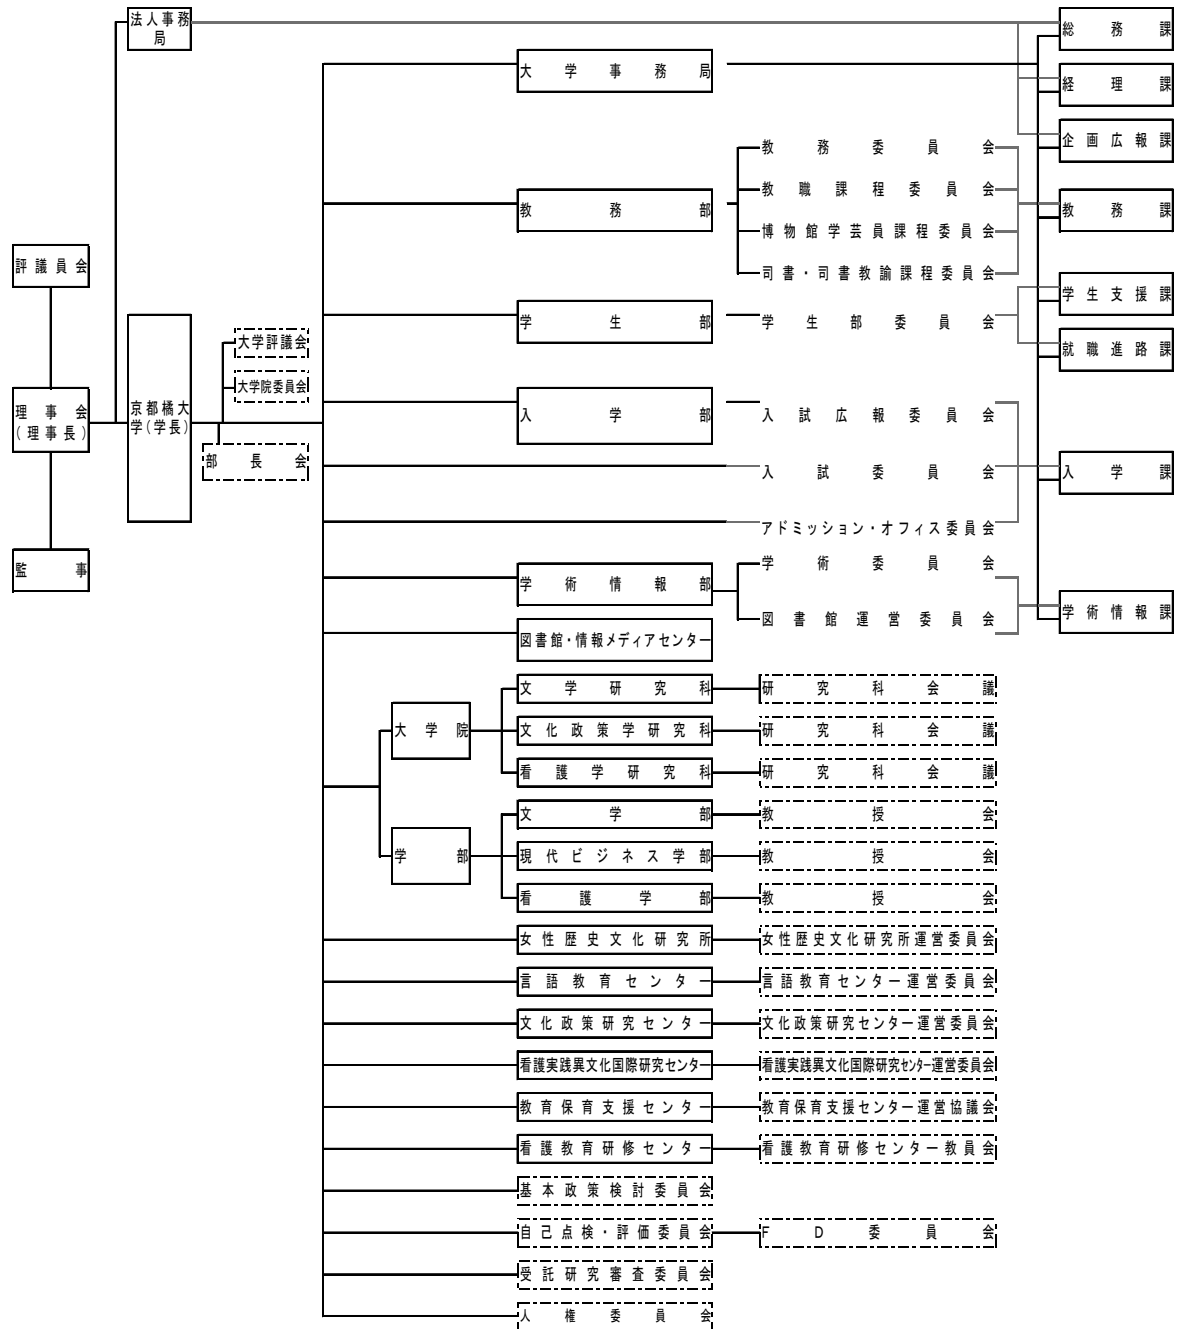 法人事務
局
総務課
大学事務局
経理課
企画広報課
教務委員会
教職課程委員会
教務部
教務課
博物館学芸員課程委員会
司書・司書教諭課程委員会
評議員会
学生支援課
学生部
学生部委員会
大学評議会
就職進路課
大学院委員会
理事会
(理事長)
京都橘大
学(学長)
入学部
入試広報委員会
部長会
入試委員会
入学課
アドミッション・オフィス委員会
監事
学術情報部
学術委員会
図書館運営委員会
学術情報課
図書館・情報メディアセンター
文学研究科
研究科会議
大学院
文化政策学研究科
研究科会議
看護学研究科
研究科会議
文学部
教授会
学部
現代ビジネス学部
教授会
看護学部
教授会
女性歴史文化研究所
女性歴史文化研究所運営委員会
言語教育センター
言語教育センター運営委員会
文化政策研究センター
文化政策研究センター運営委員会
看護実践異文化国際研究センター
看護実践異文化国際研究センター運営委員会
教育保育支援センター
教育保育支援センター運営協議会
看護教育研修センター
看護教育研修センター教員会
基本政策検討委員会
自己点検・評価委員会
FD委員会
受託研究審査委員会
人権委員会